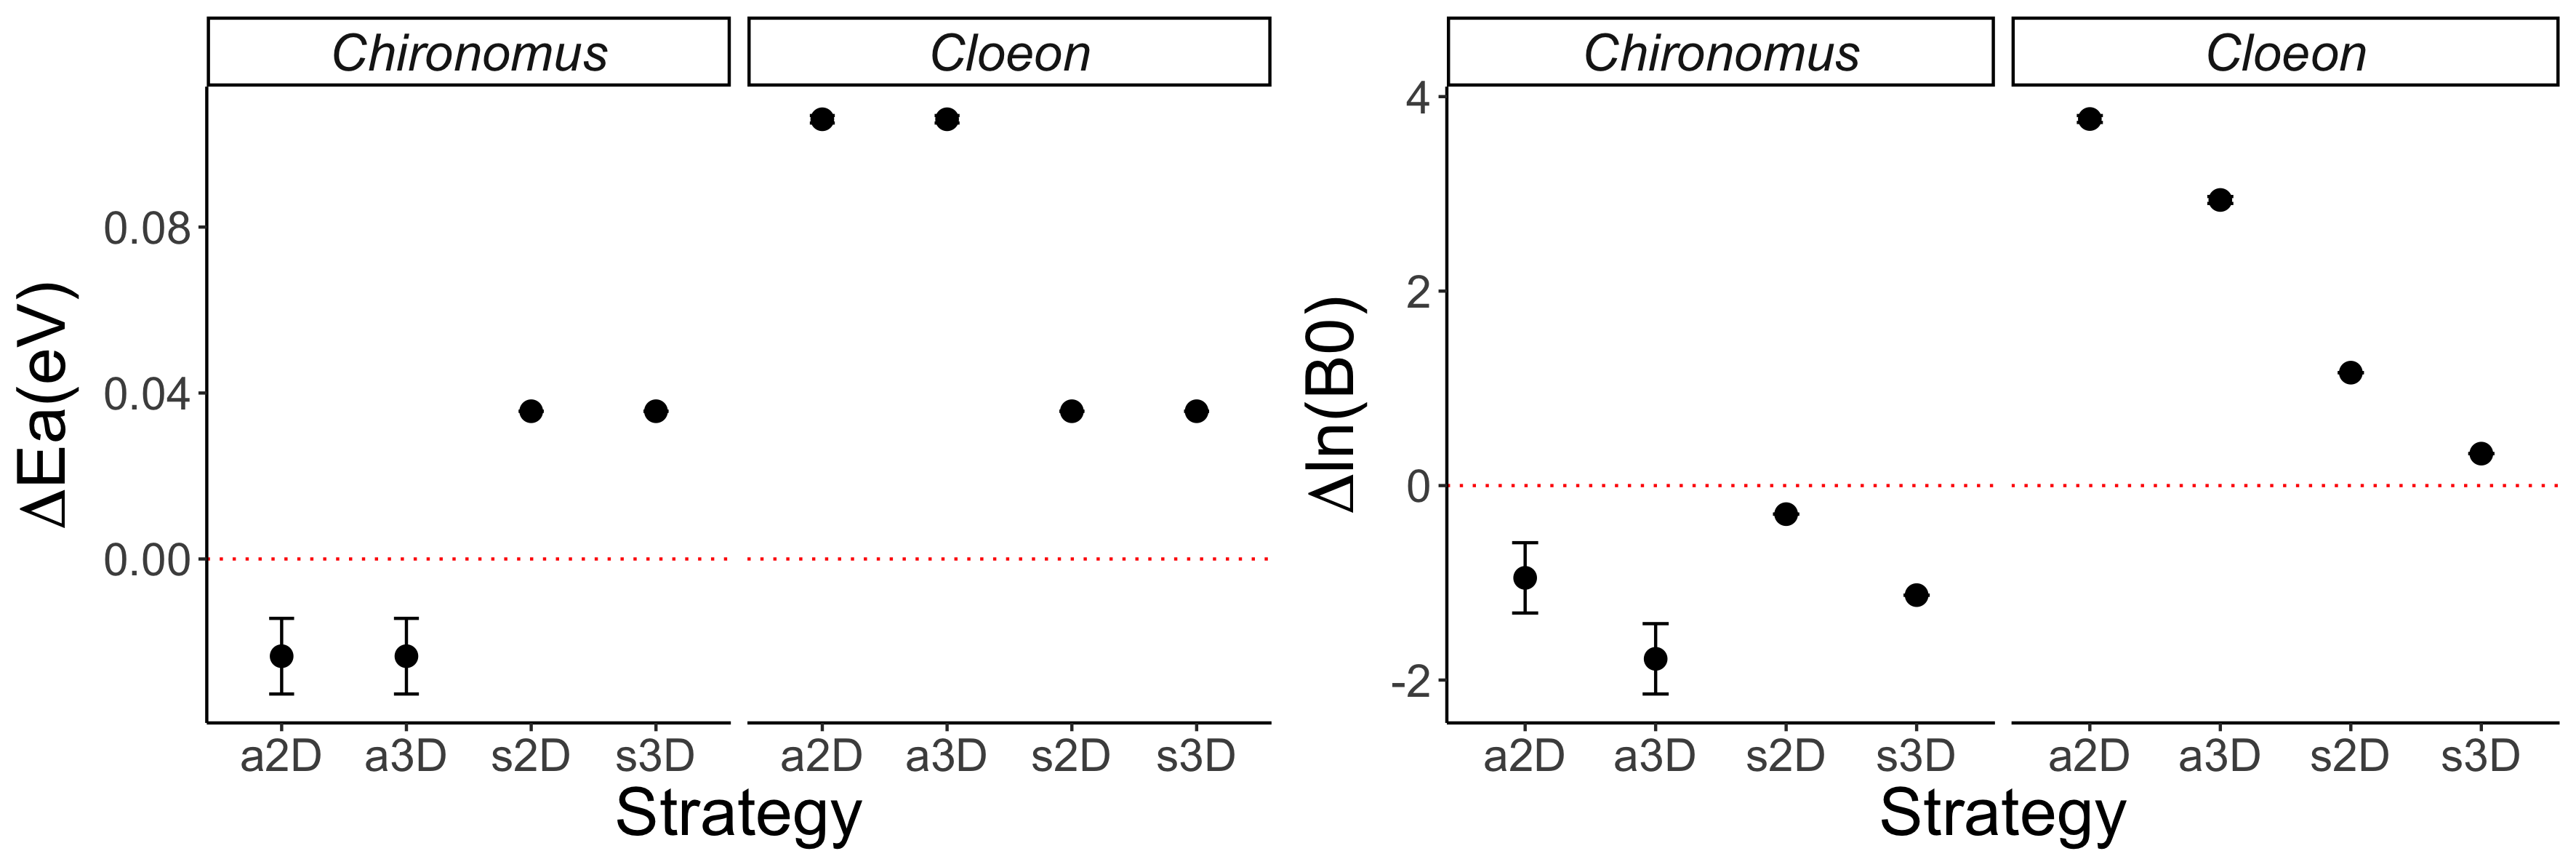 Chironomus
Cloeon
ΔEa(eV)
0.08
0.04
0.00
a2D a3D s2D s3D
a2D a3D s2D s3D
Strategy
Chironomus
Cloeon
Δln(B0)
4
2
0
-2
a2D a3D s2D s3D
a2D a3D s2D s3D
Strategy